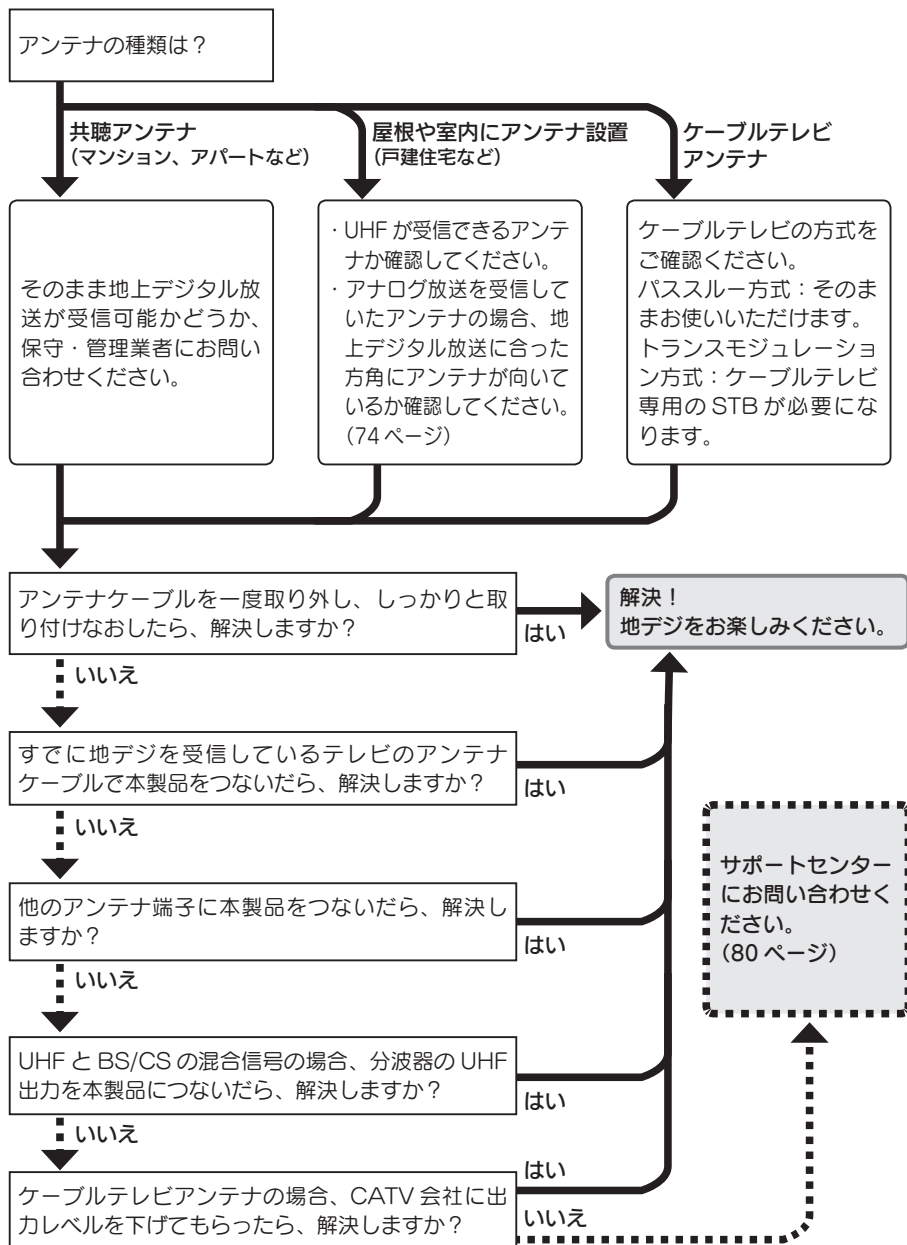 アンテナの種類は？
共聴アンテナ
（マンション、アパートなど）
屋根や室内にアンテナ設置
（戸建住宅など）
ケーブルテレビ
アンテナ
そのまま地上デジタル放
送が受信可能かどうか、
保守・管理業者にお問い
合わせください。
・UHF が受信できるアンテ
ナか確認してください。
・アナログ放送を受信して
いたアンテナの場合、地
上デジタル放送に合った
方角にアンテナが向いて
いるか確認してください。
（74 ページ）
ケーブルテレビの方式を
ご確認ください。
パススルー方式：そのま
まお使いいただけます。
トランスモジュレーショ
ン方式：ケーブルテレビ
専用の STB が必要にな
ります。
アンテナケーブルを一度取り外し、しっかりと取
り付けなおしたら、解決しますか？
はい
解決！
地デジをお楽しみください。
いいえ
すでに地デジを受信しているテレビのアンテナ
ケーブルで本製品をつないだら、解決しますか？
はい
いいえ
他のアンテナ端子に本製品をつないだら、解決し
ますか？
はい
サポートセンター
にお問い合わせく
ださい。
（80 ページ）
いいえ
UHF と BS/CS の混合信号の場合、分波器の UHF
出力を本製品につないだら、解決しますか？
はい
いいえ
ケーブルテレビアンテナの場合、CATV 会社に出
力レベルを下げてもらったら、解決しますか？
はい
いいえ